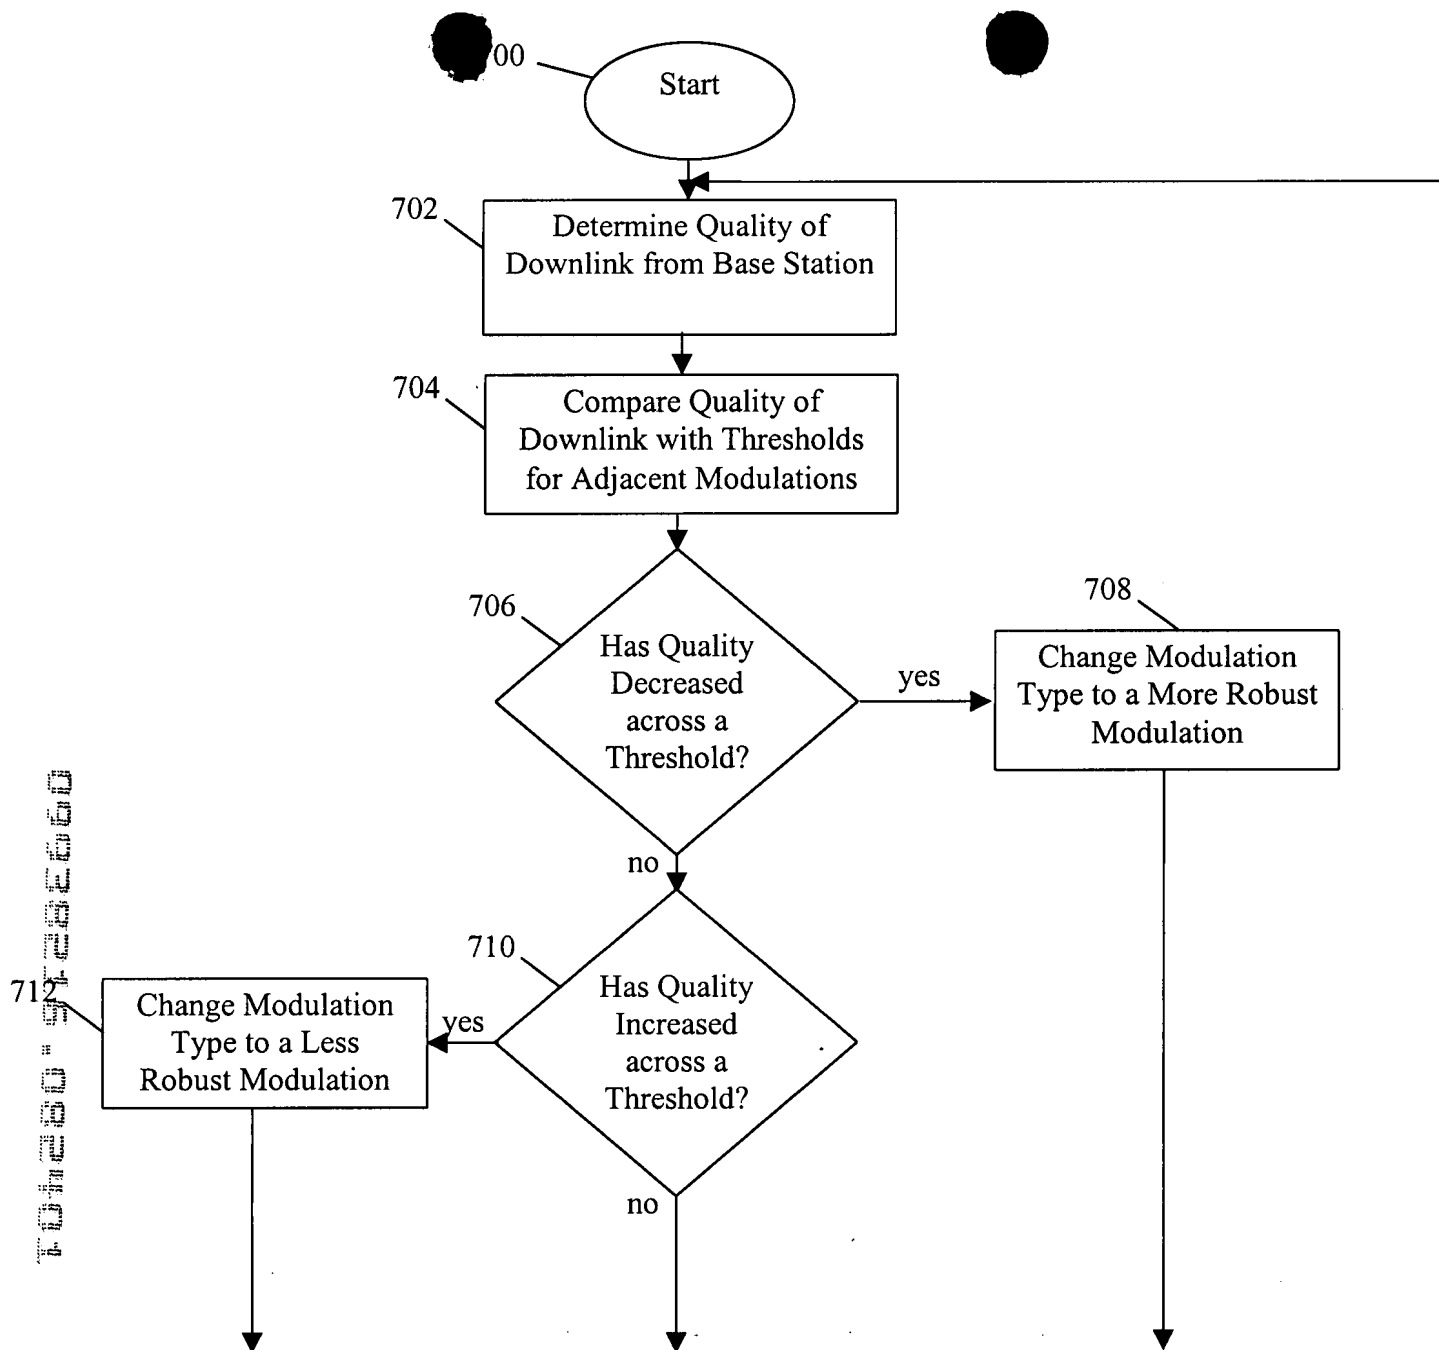 00
Start
702
Determine Quality of
Downlink from Base Station
704
Compare Quality of
Downlink with Thresholds
for Adjacent Modulations
706
Has Quality
Decreased
across a
Threshold?
yes
708
Change Modulation
Type to a More Robust
Modulation
no
710
Has Quality
Increased
across a
Threshold?
yes
712
Change Modulation
Type to a Less
Robust Modulation
no